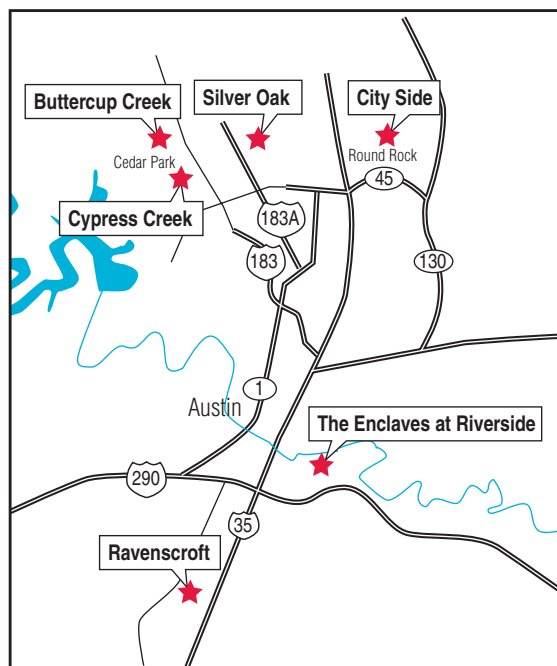 Buttercup Creek
Silver Oak
City Side
Cedar Park
Round Rock
45
Cypress Creek
183A
183
130
1
Austin
The Enclaves at Riverside
290
35
Ravenscroft